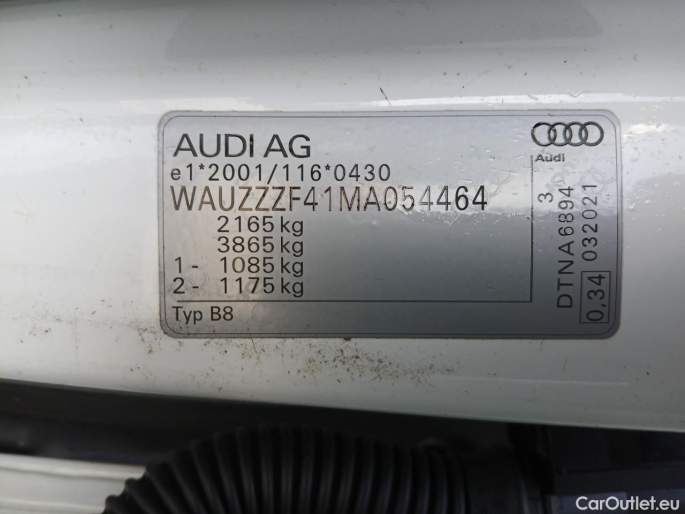 AUDI AG
e1*2001/116*0430
WAUZZZF41MA054464
2165 kg
3865 kg
1 - 1085 kg
2 - 1175 kg
Typ B8
Audi
DTNA6894 3
0,34 032021
CarOutlet.eu